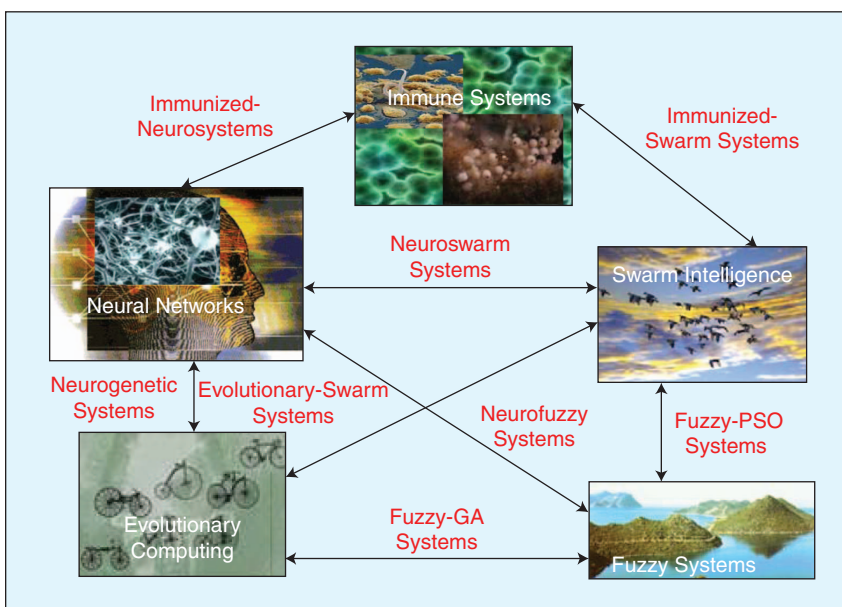 Immune Systems
Immunized-
Neurosystems
Immunized-
Swarm Systems
Neuroswarm
Systems
Swarm Intelligence
Neural Networks
Neurogenetic
Systems
Evolutionary-Swarm
Systems
Neurofuzzy
Systems
Fuzzy-PSO
Systems
Evolutionary
Computing
Fuzzy-GA
Systems
Fuzzy Systems